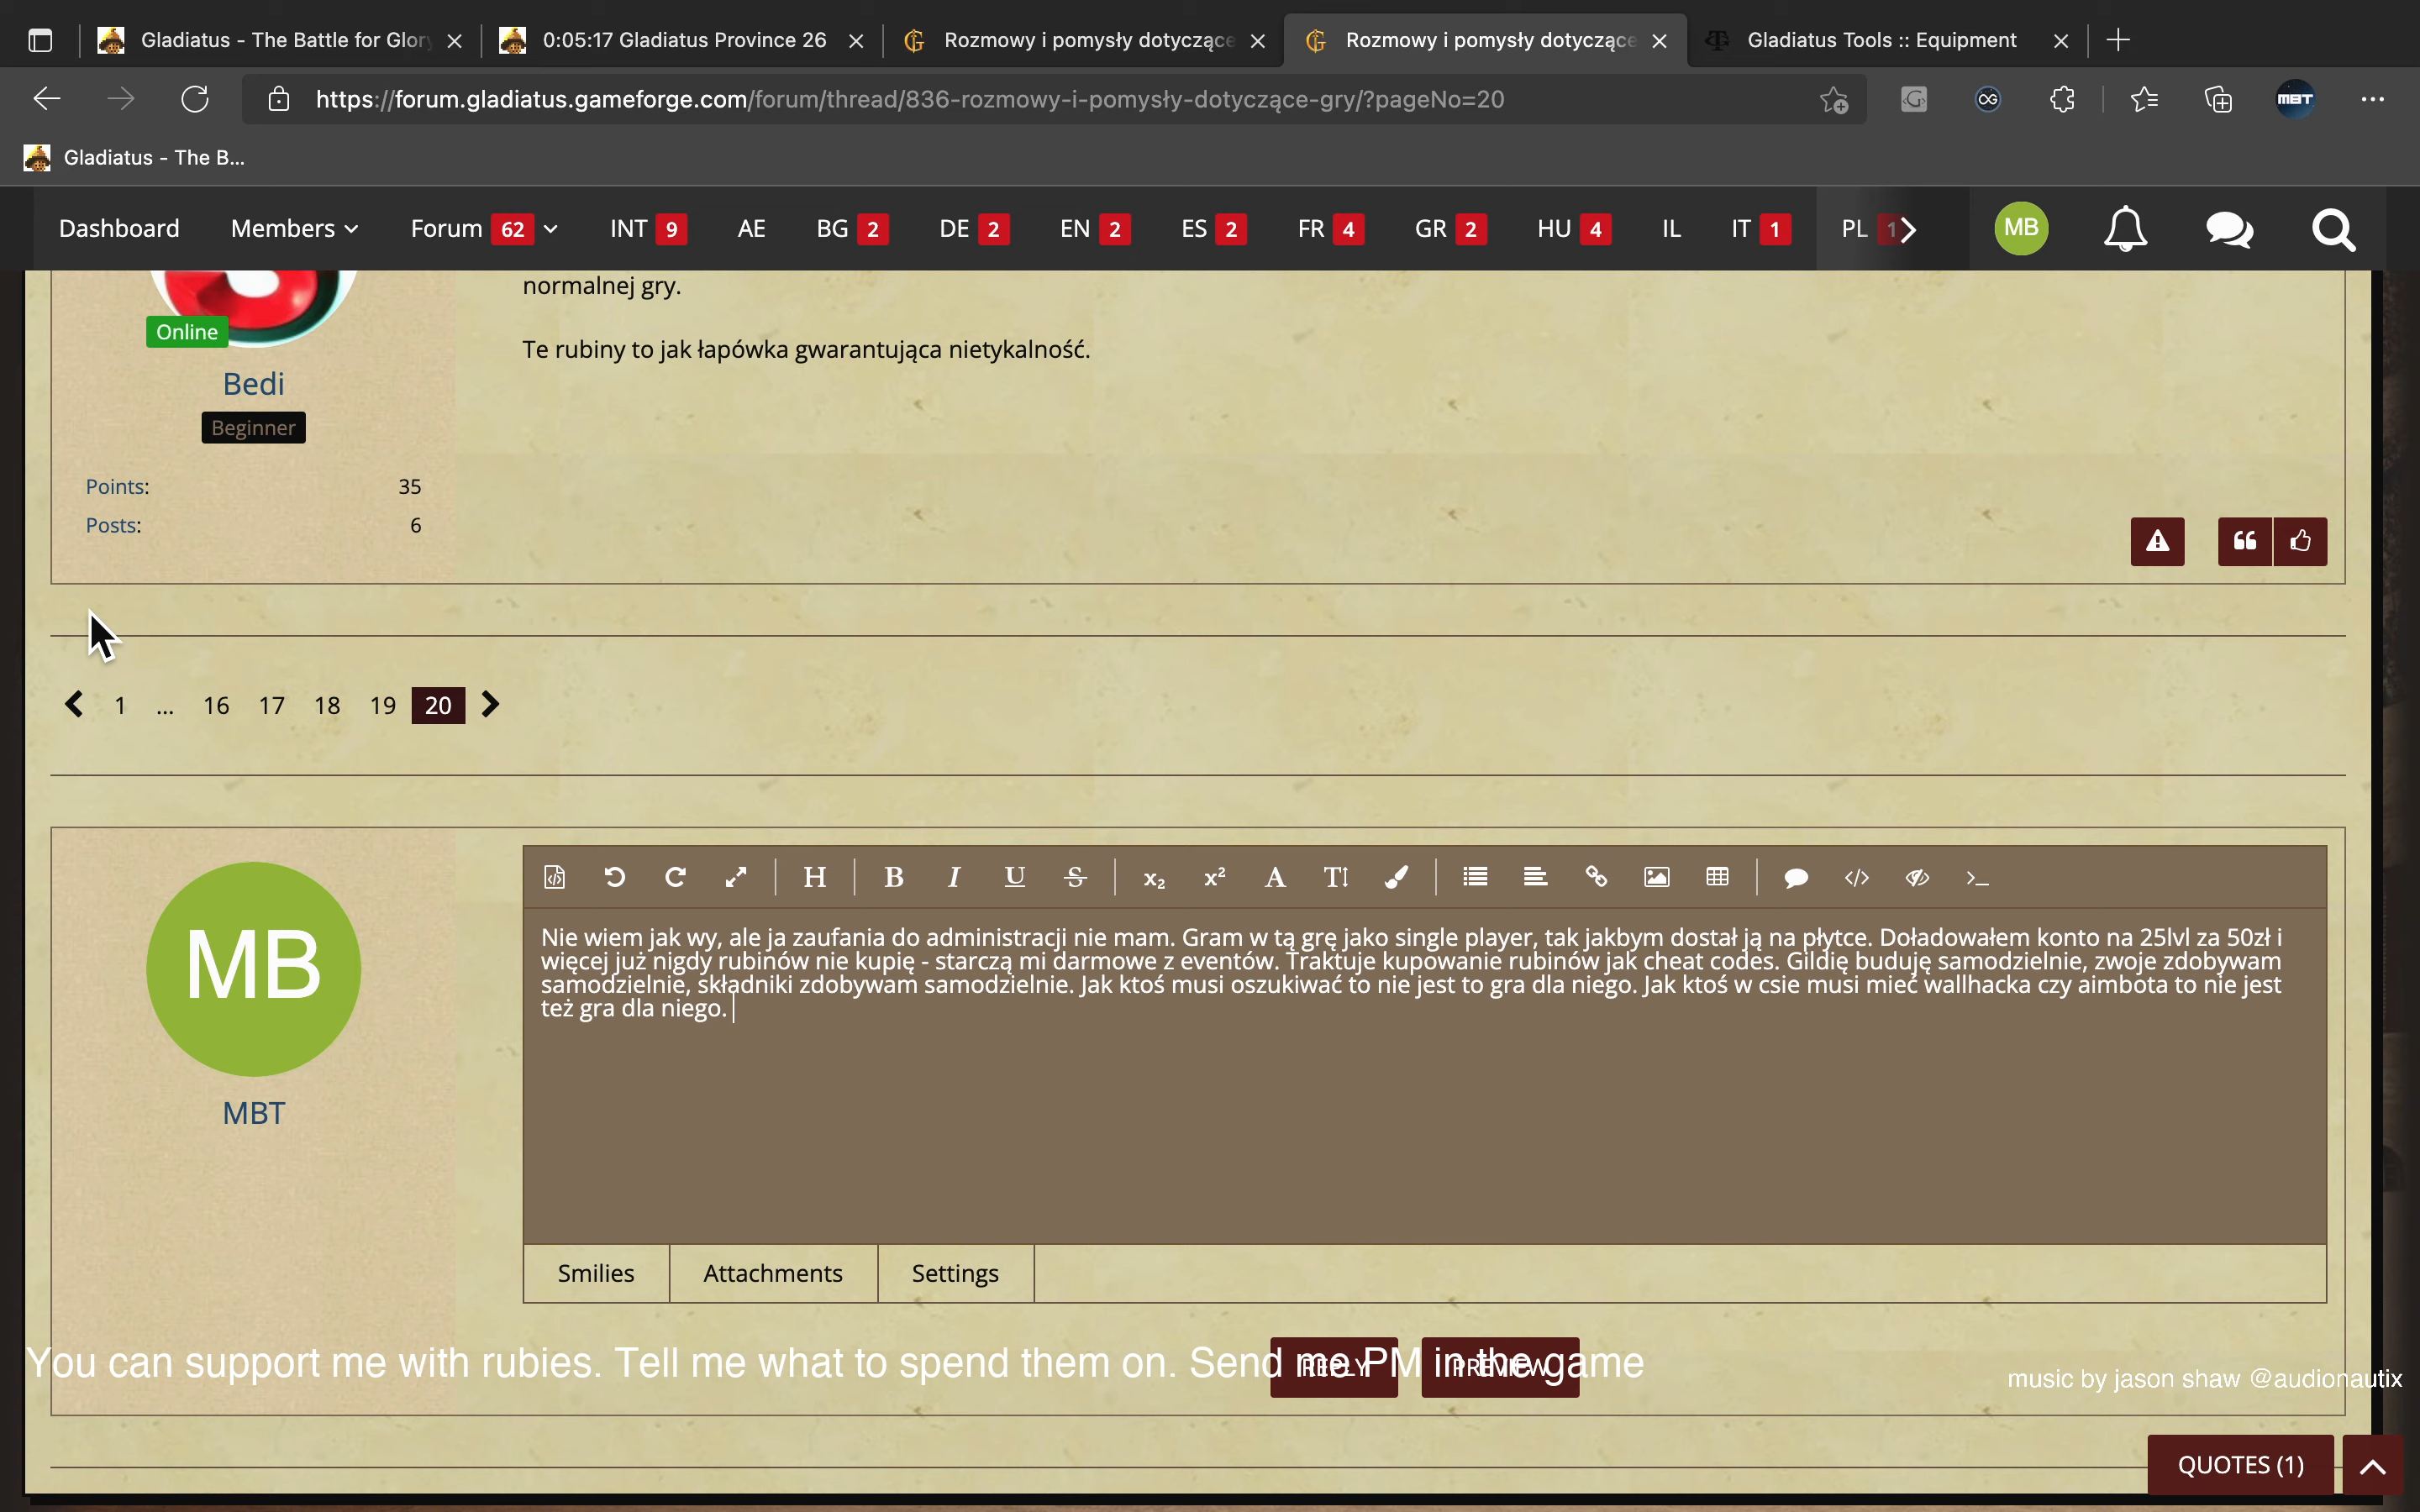 Gladiatus - The Battle for Glory
0:05:17 Gladiatus Province 26
Rozmowy i pomysły dotyczące
Rozmowy i pomysły dotyczące
Gladiatus Tools :: Equipment
https://forum.gladiatus.gameforge.com/forum/thread/836-rozmowy-i-pomysły-dotyczące-gry/?pageNo=20
MBT
Gladiatus - The B...
Dashboard Members Forum 62 INT 9 AE BG 2 DE 2 EN 2 ES 2 FR 4 GR 2 HU 4 IL IT 1 PL 1 MB
normalnej gry.
Online
Te rubiny to jak łapówka gwarantująca nietykalność.
Bedi
Beginner
Points: 35
Posts: 6
1 ... 16 17 18 19 20
MB
MBT
Nie wiem jak wy, ale ja zaufania do administracji nie mam. Gram w tą grę jako single player, tak jakbym dostał ją na płytce. Doładowałem konto na 25lvl za 50zł i
więcej już nigdy rubinów nie kupię - starczą mi darmowe z eventów. Traktuje kupowanie rubinów jak cheat codes. Gildię buduję samodzielnie, zwoje zdobywam
samodzielnie, składniki zdobywam samodzielnie. Jak ktoś musi oszukiwać to nie jest to gra dla niego. Jak ktoś w csie musi mieć wallhacka czy aimbota to nie jest
też gra dla niego.
Smilies Attachments Settings
REPLY PREVIEW
You can support me with rubies. Tell me what to spend them on. Send me PM in the game
music by jason shaw @audionautix
QUOTES (1)